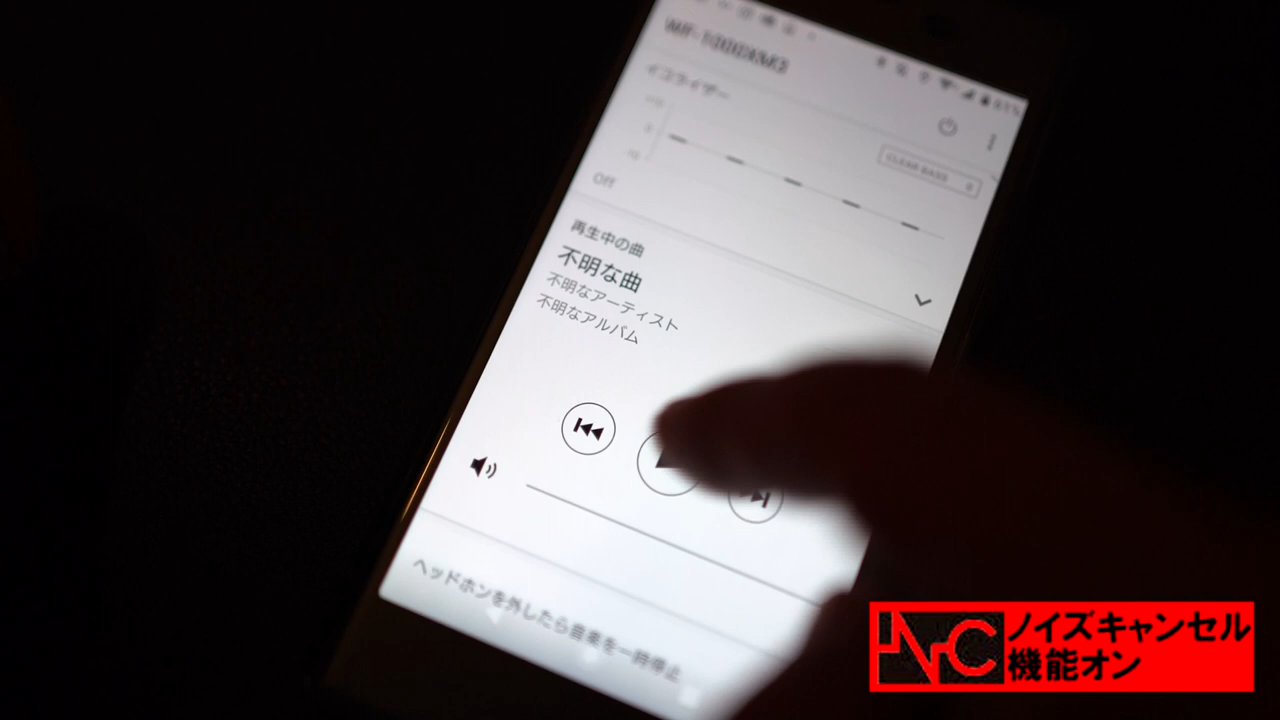 WF-1000XM3
イコライザー
CLEAR BASS
Off
再生中の曲
不明な曲
不明なアーティスト
不明なアルバム
ヘッドホンを外したら音楽を一時停止
NC
ノイズキャンセル
機能オン